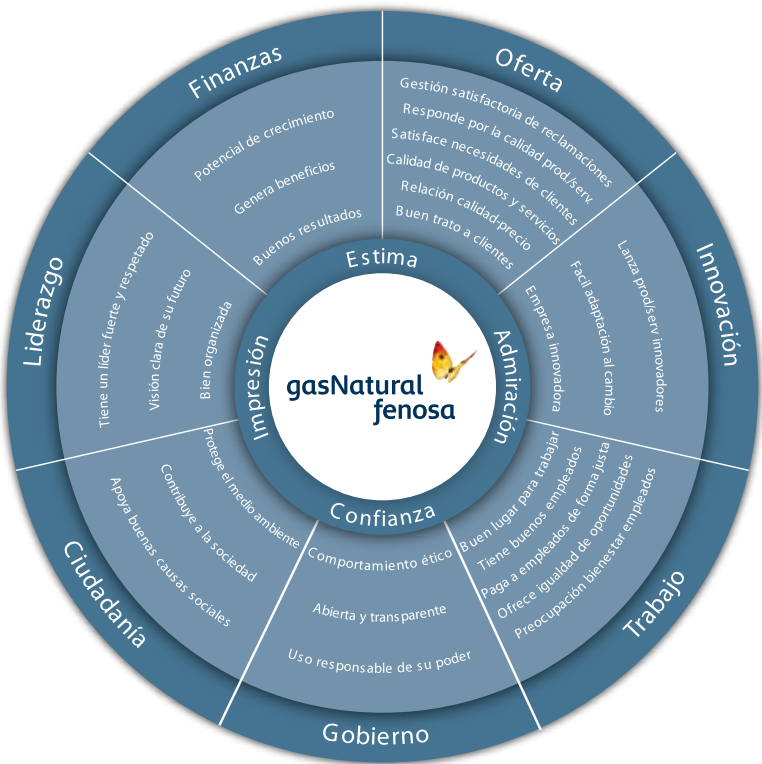 Finanzas
Potencial de crecimiento
Genera beneficios
Buenos resultados
Oferta
Gestión satisfactoria de reclamaciones
Responde por la calidad prod/serv.
Satisface necesidades de clientes
Calidad de productos y servicios
Relación calidad-precio
Buen trato a clientes
Innovación
Lanza prod/serv innovadores
Facil adaptación al cambio
Empresa innovadora
Trabajo
Buen lugar para trabajar
Tiene buenos empleados
Paga a empleados de forma justa
Ofrece igualdad de oportunidades
Preocupación bienestar empleados
Gobierno
Comportamiento ético
Abierta y transparente
Uso responsable de su poder
Ciudadanía
Protege el medio ambiente
Contribuye a la sociedad
Apoya buenas causas sociales
Liderazgo
Tiene un líder fuerte y respetado
Visión clara de su futuro
Bien organizada
Estima
Admiración
Confianza
Impresión
gasNatural
fenosa